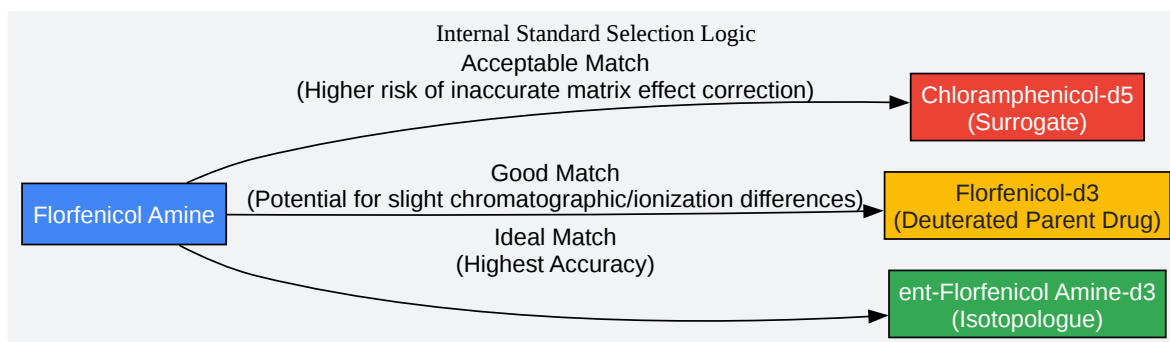 Internal Standard Selection Logic
Acceptable Match
(Higher risk of inaccurate matrix effect correction)
Chloramphenicol-d5
(Surrogate)
Florfenicol Amine
Good Match
(Potential for slight chromatographic/ionization differences)
Florfenicol-d3
(Deuterated Parent Drug)
Ideal Match
(Highest Accuracy)
ent-Florfenicol Amine-d3
(Isotopologue)